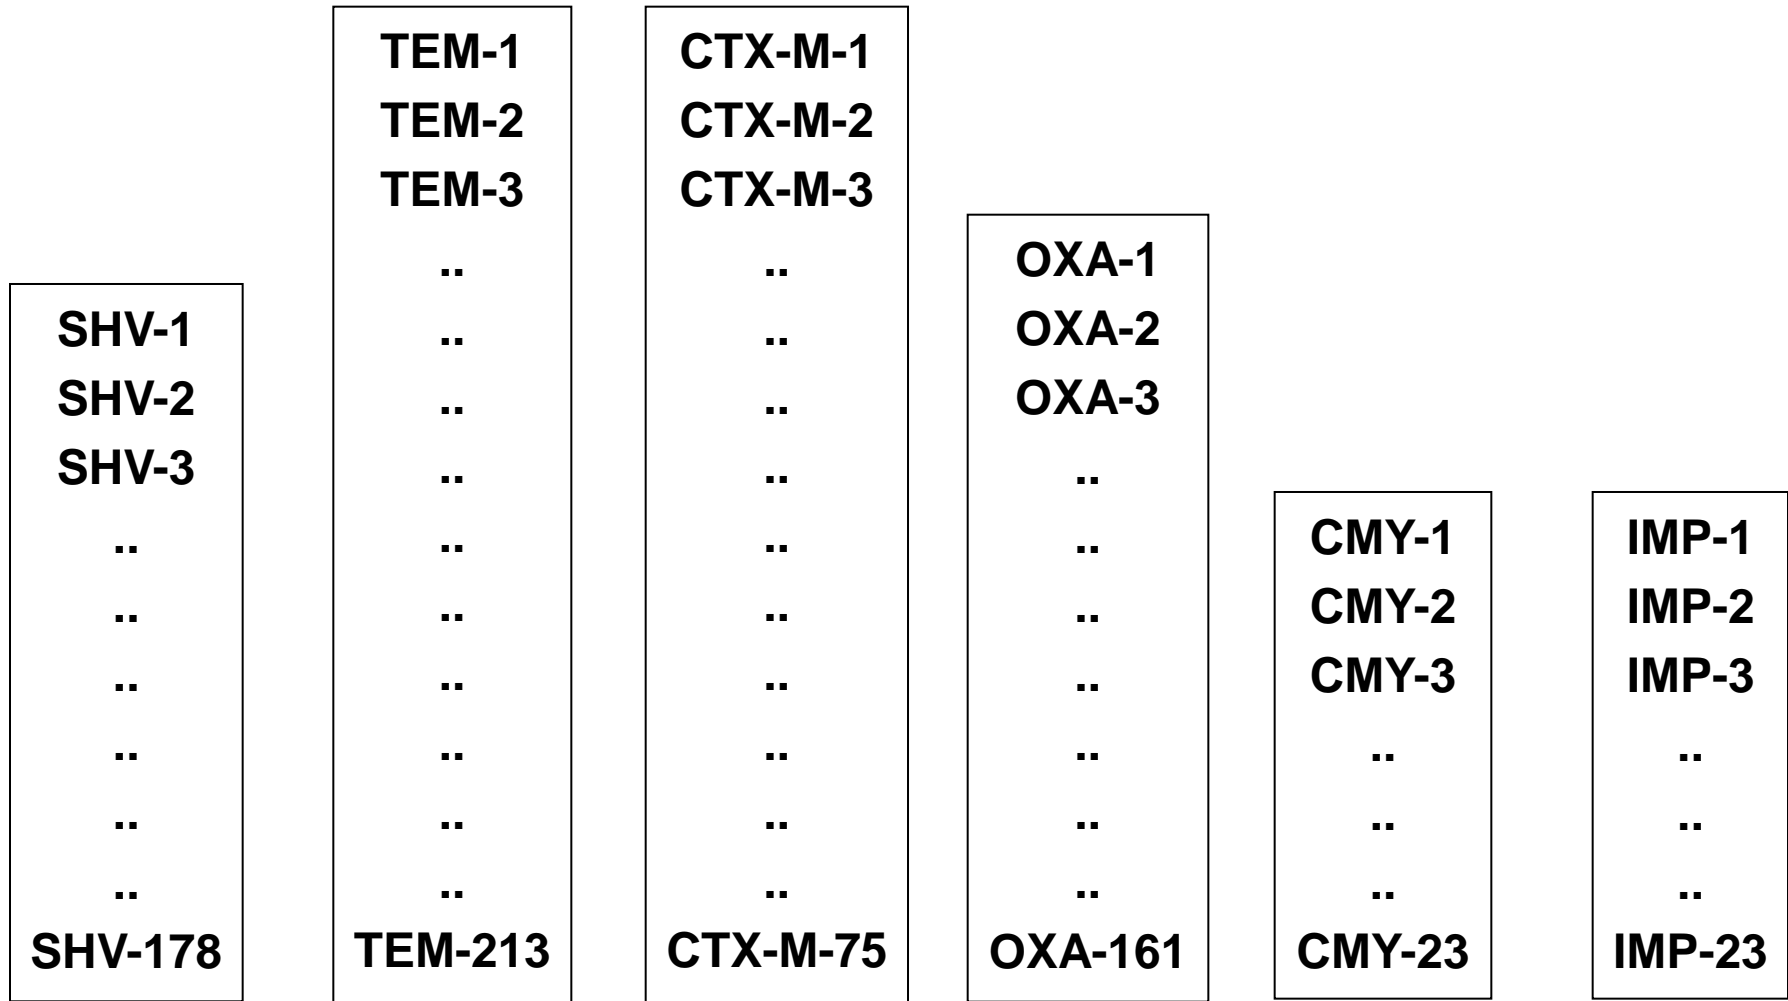 SHV-1
SHV-2
SHV-3
..
..
..
..
..
..
SHV-178
TEM-1
TEM-2
TEM-3
..
..
..
..
..
..
..
..
..
..
TEM-213
CTX-M-1
CTX-M-2
CTX-M-3
..
..
..
..
..
..
..
..
..
..
CTX-M-75
OXA-1
OXA-2
OXA-3
..
..
..
..
..
..
..
OXA-161
CMY-1
CMY-2
CMY-3
..
..
..
CMY-23
IMP-1
IMP-2
IMP-3
..
..
..
IMP-23